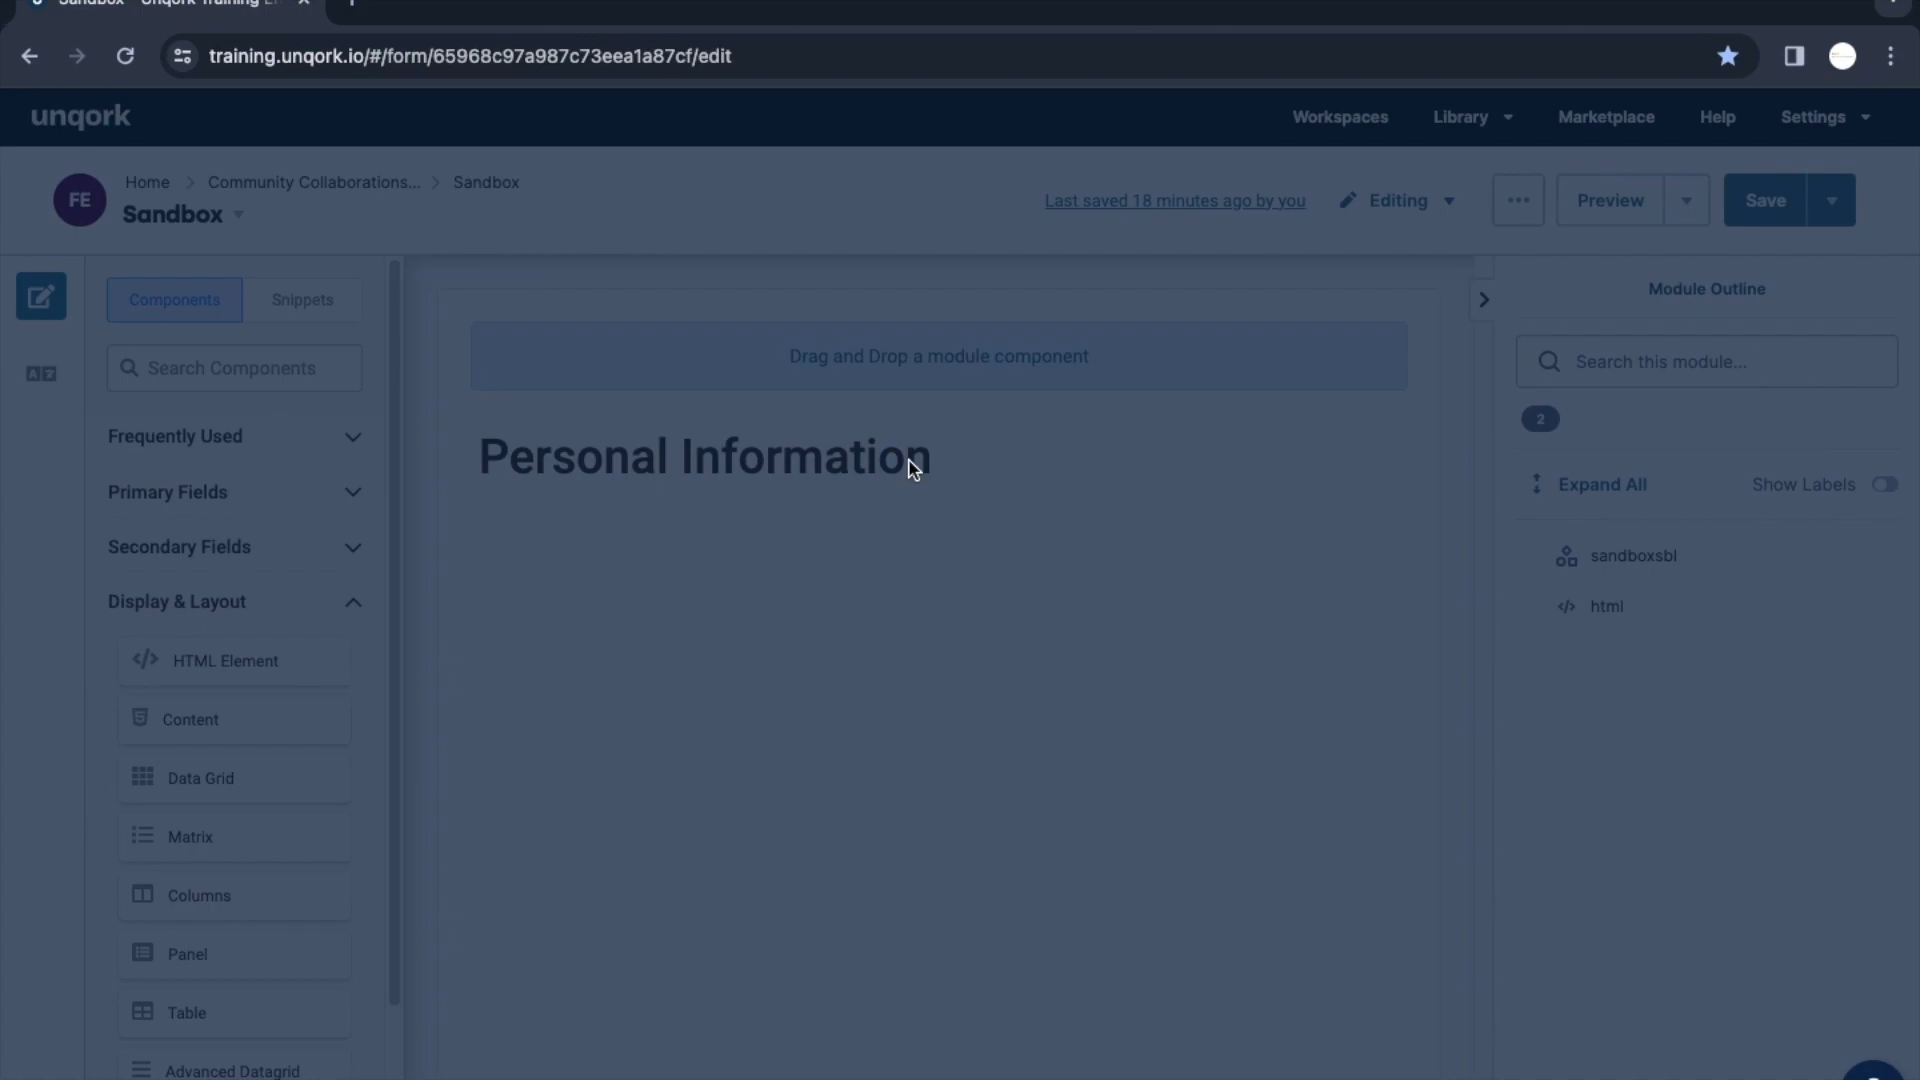 training.unqork.io/#/form/65968c97a987c73eea1a87cf/edit
unqork
Workspaces
Library
Marketplace
Help
Settings
FE
Home > Community Collaborations... > Sandbox
Sandbox
Last saved 18 minutes ago by you
Editing
Preview
Save
Components
Snippets
Search Components
Frequently Used
Primary Fields
Secondary Fields
Display & Layout
HTML Element
Content
Data Grid
Matrix
Columns
Panel
Table
Advanced Datagrid
Drag and Drop a module component
Personal Information
Module Outline
Search this module...
2
Expand All
Show Labels
sandboxsbl
html